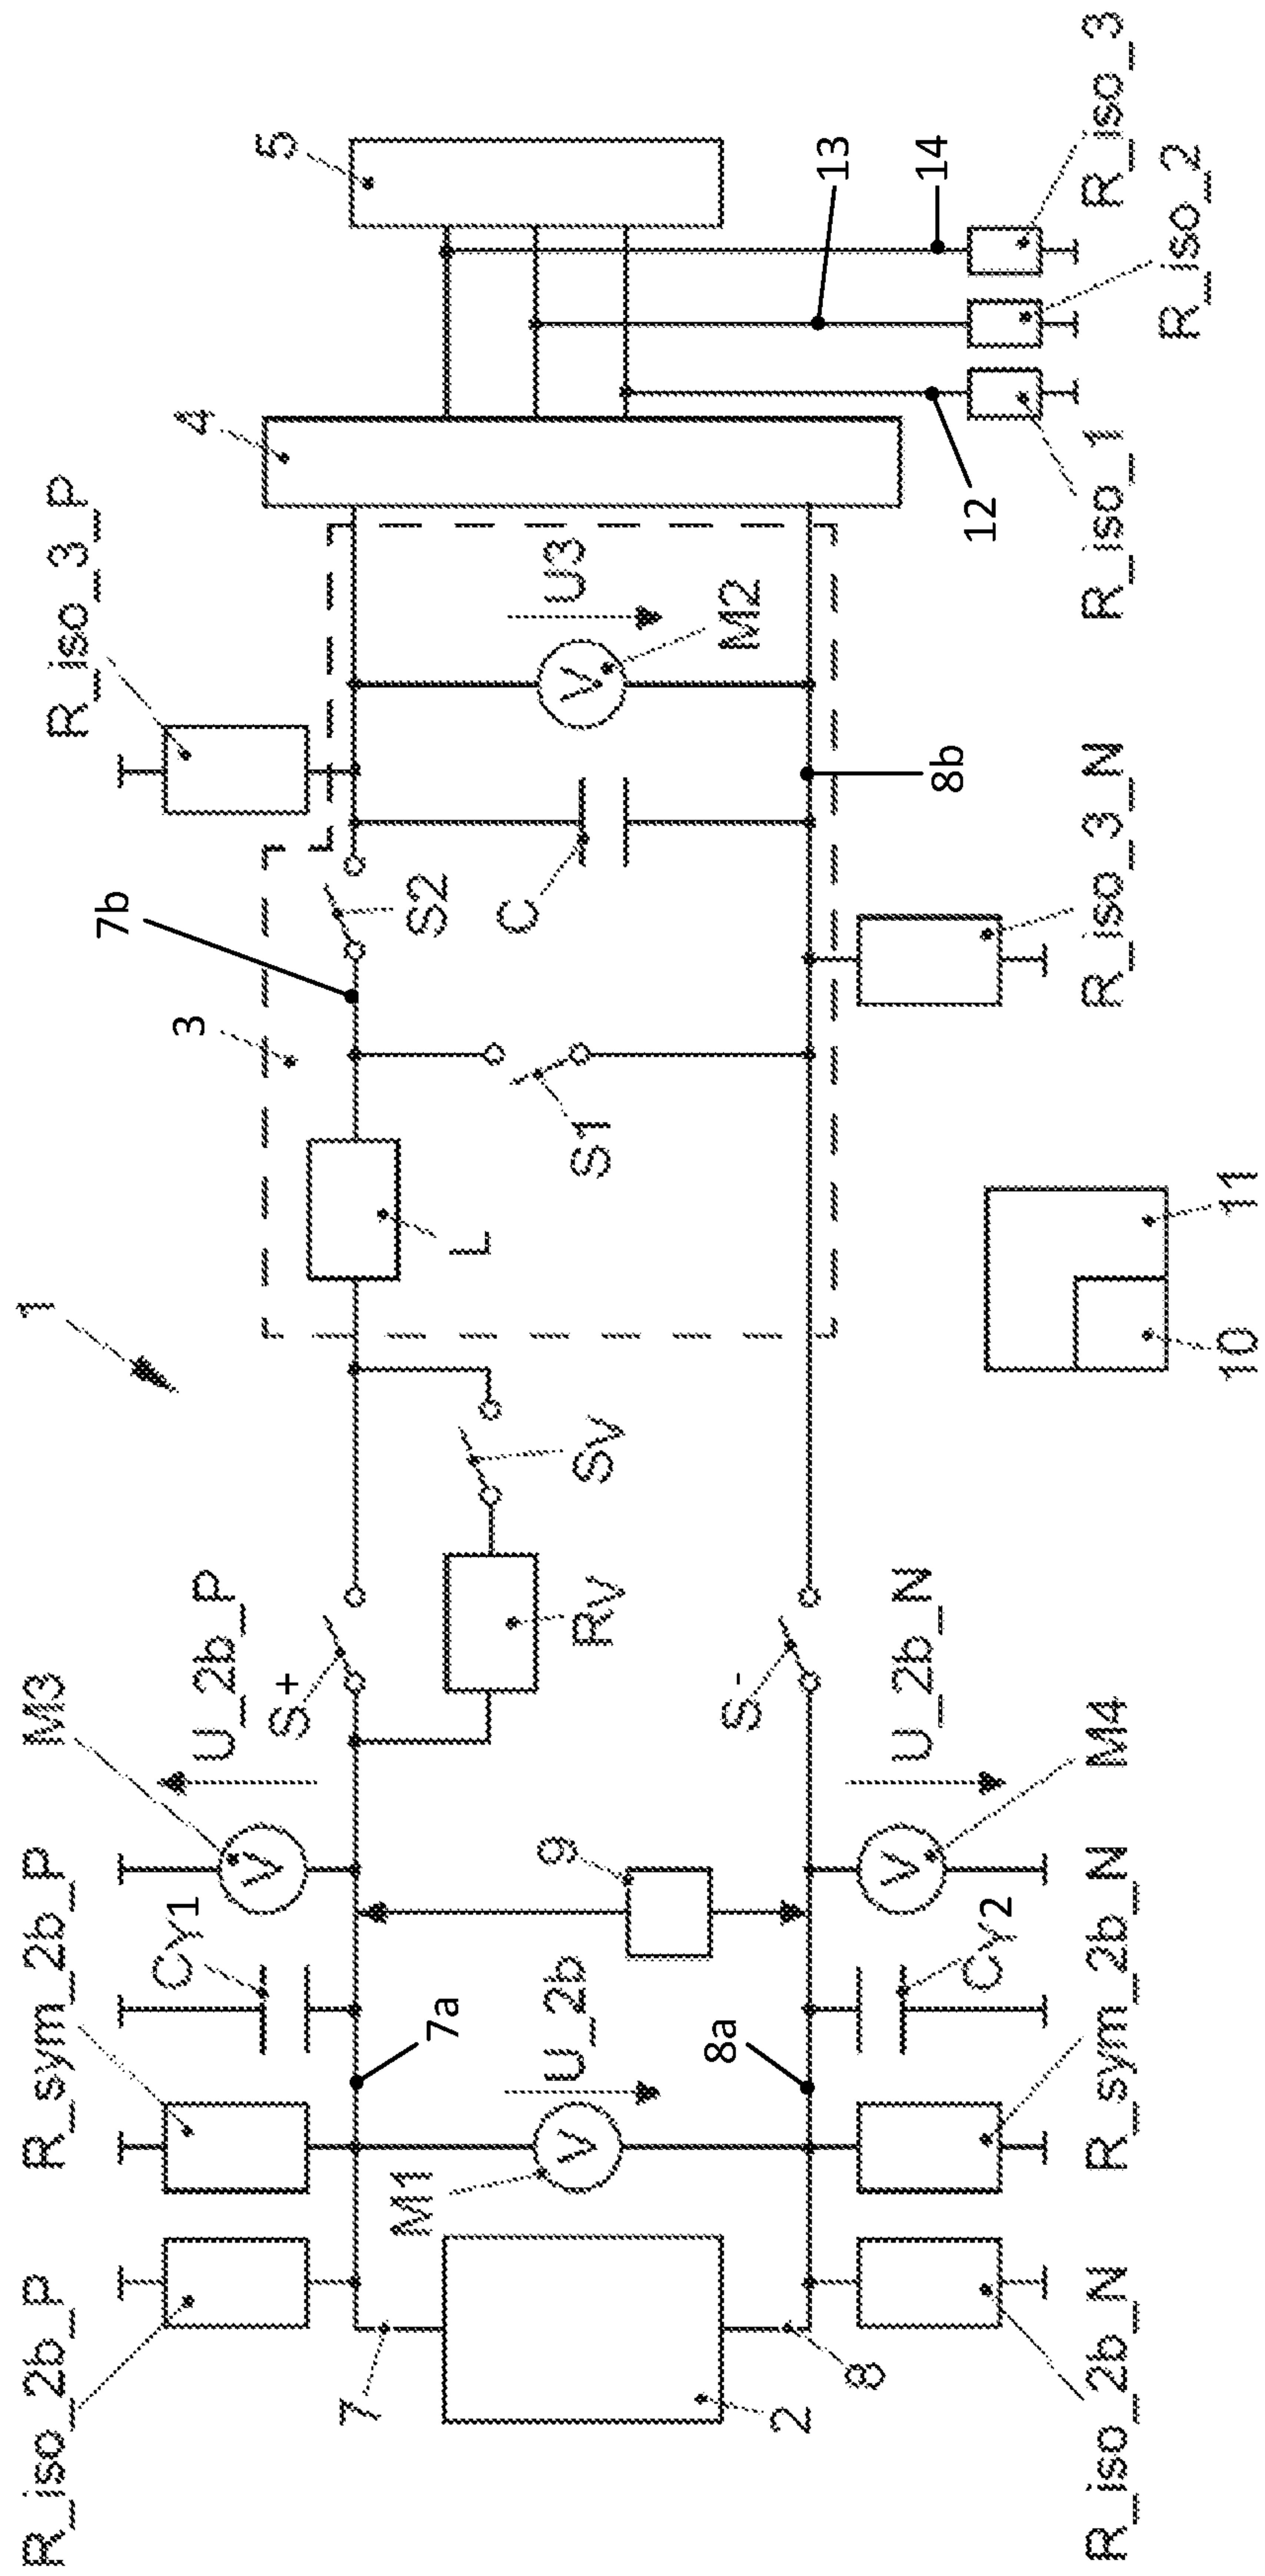 1
R_iso_2b_P
R_sym_2b_P
CY1
M3
U_2b_P
S+
S-
RV
SV
3
7b
R_iso_3_P
4
5
7
7a
M1
U_2b
9
L
S1
S2
C
U3
M2
13
14
2
8
8a
8b
12
R_iso_2b_N
R_sym_2b_N
CY2
M4
U_2b_N
10
11
R_iso_3_N
R_iso_1
R_iso_2
R_iso_3
V
V
V
V